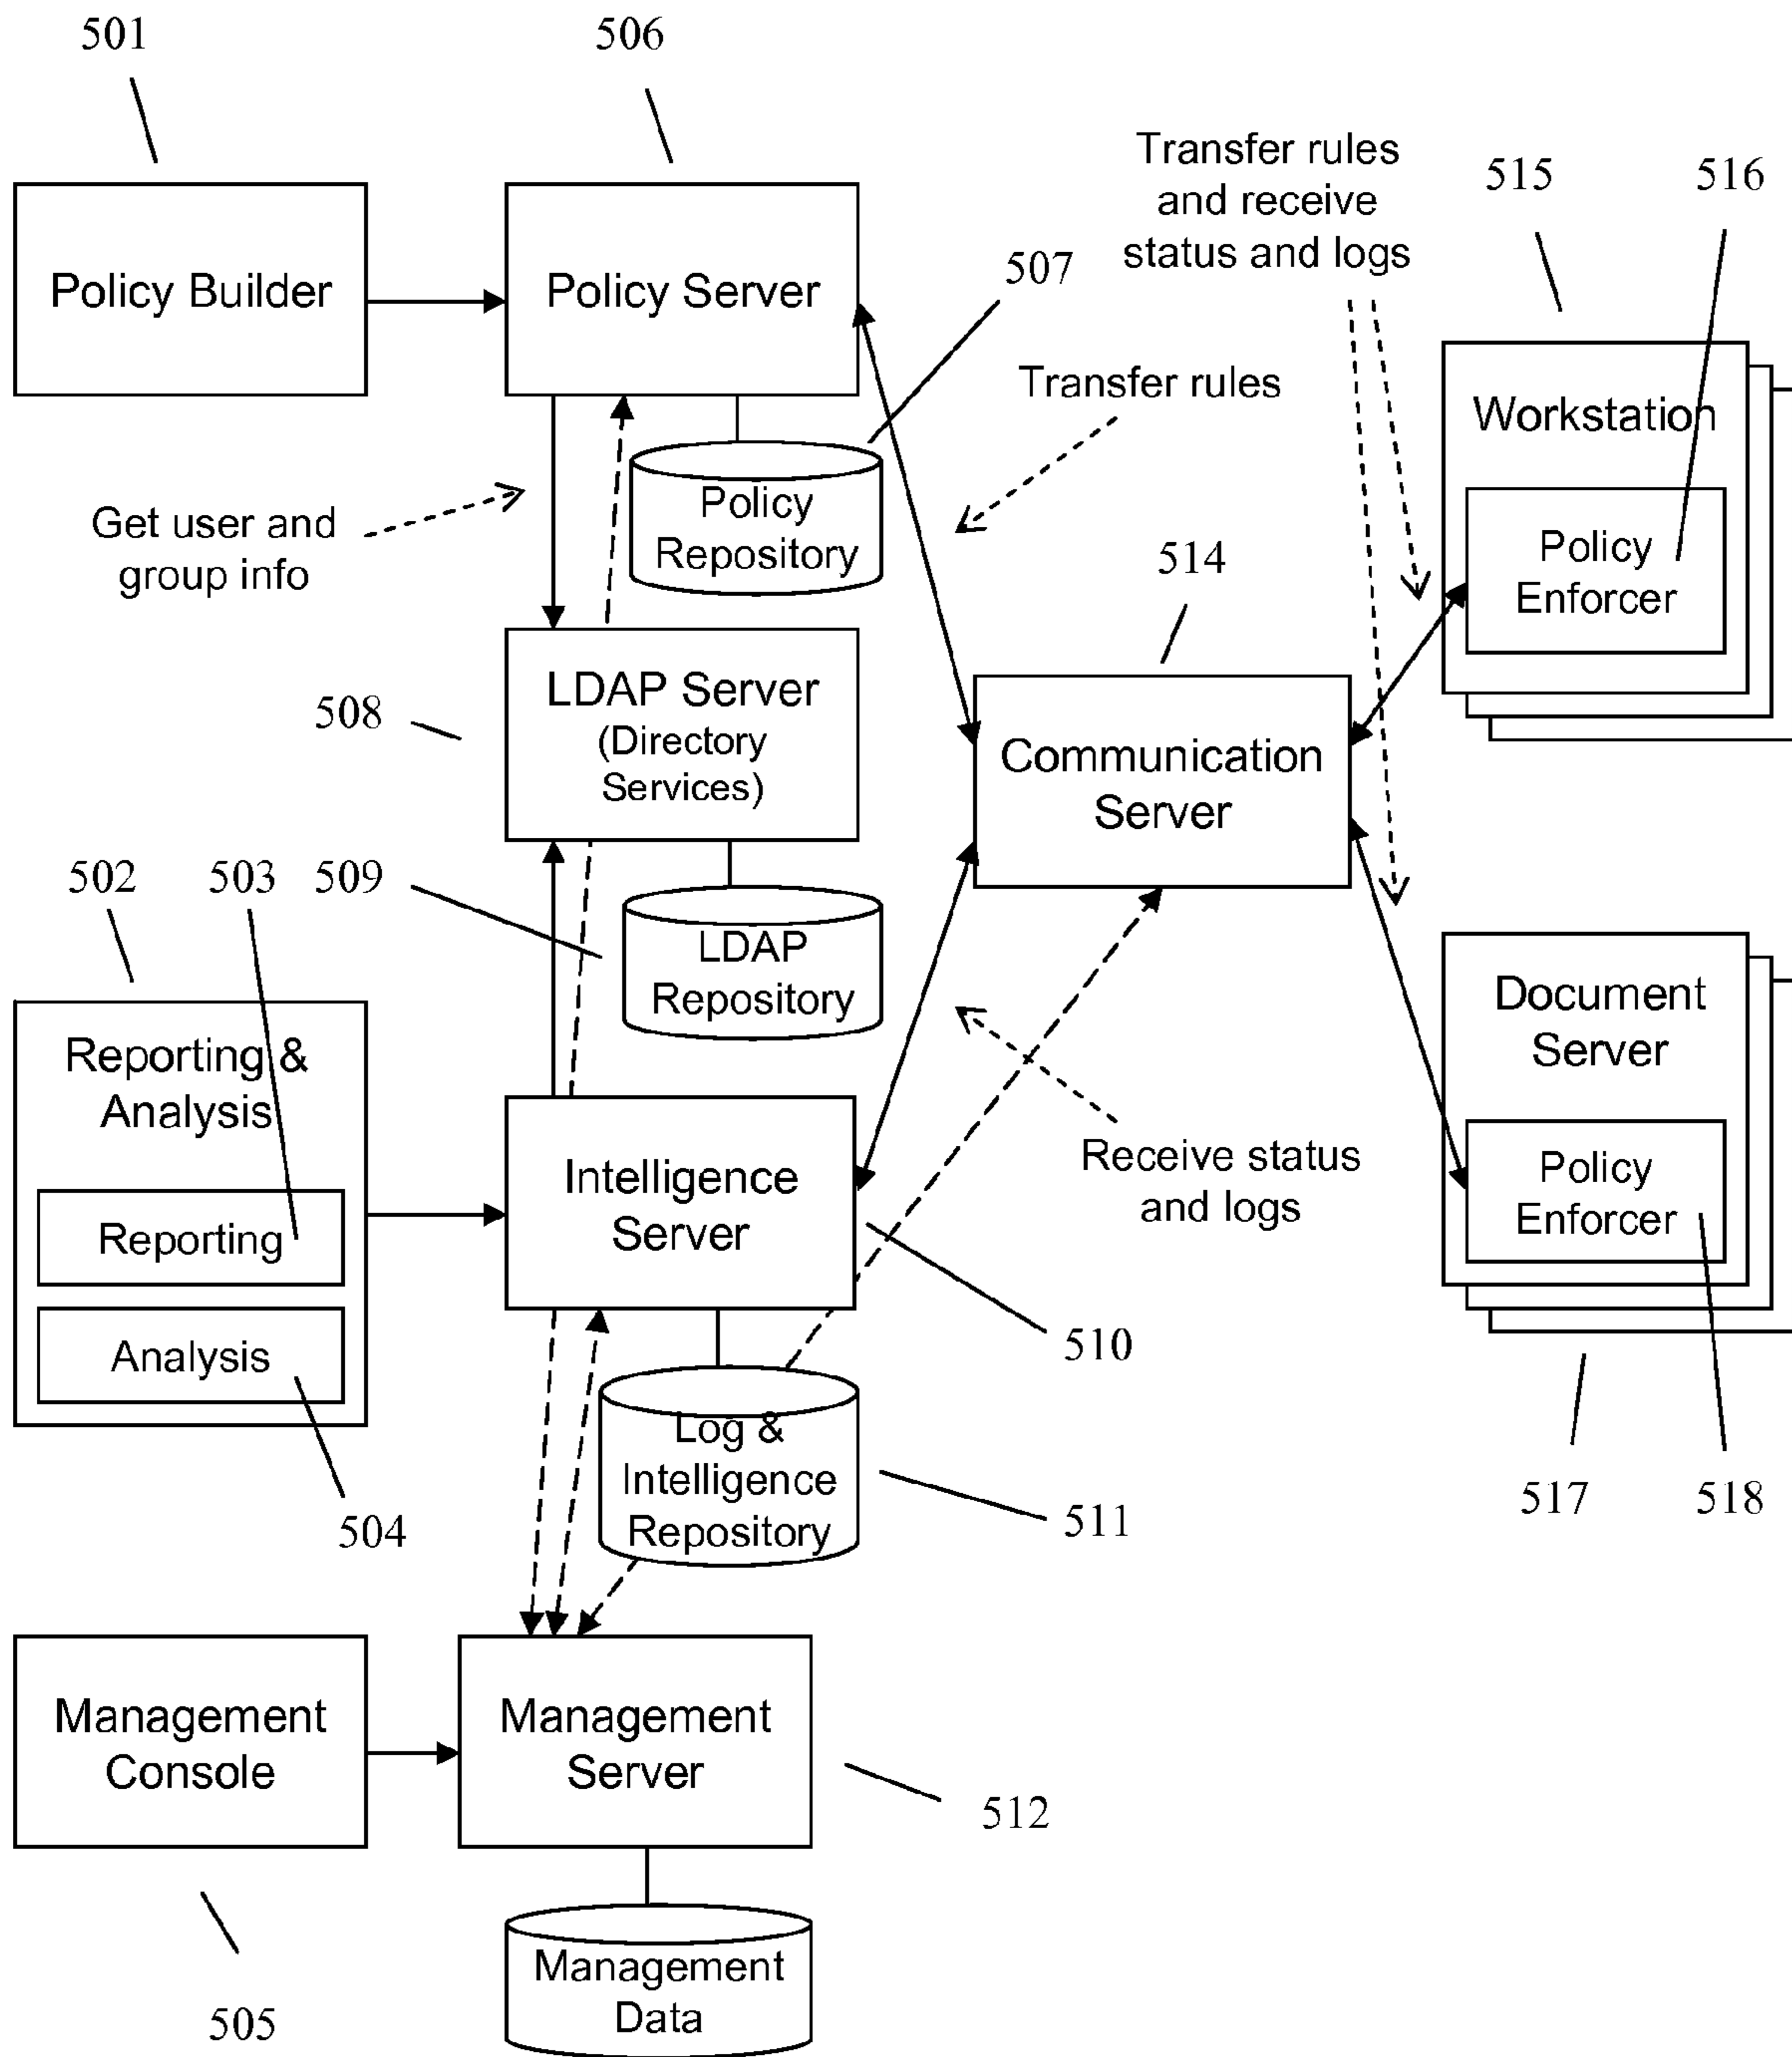 501
506
Transfer rules
and receive
status and logs
515
516
Policy Builder
Policy Server
507
Transfer rules
Workstation
Policy
Repository
Get user and
group info
514
Policy
Enforcer
508
LDAP Server
(Directory
Services)
Communication
Server
502
503
509
LDAP
Repository
Document
Server
Reporting &
Analysis
Receive status
and logs
Intelligence
Server
Policy
Enforcer
Reporting
Analysis
510
Log &
Intelligence
Repository
511
517
518
504
Management
Console
Management
Server
512
505
Management
Data